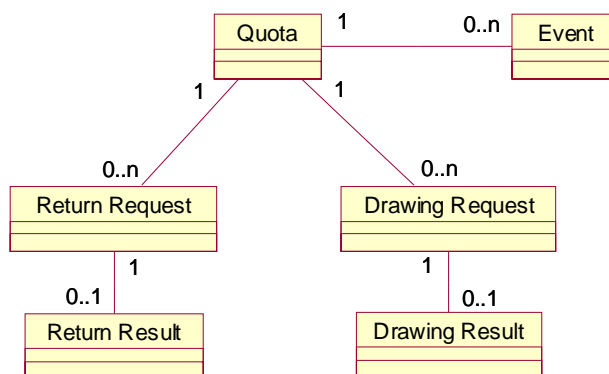 Quota
1
0..n
Event
1
1
0..n
0..n
Return Request
Drawing Request
1
1
0..1
0..1
Return Result
Drawing Result